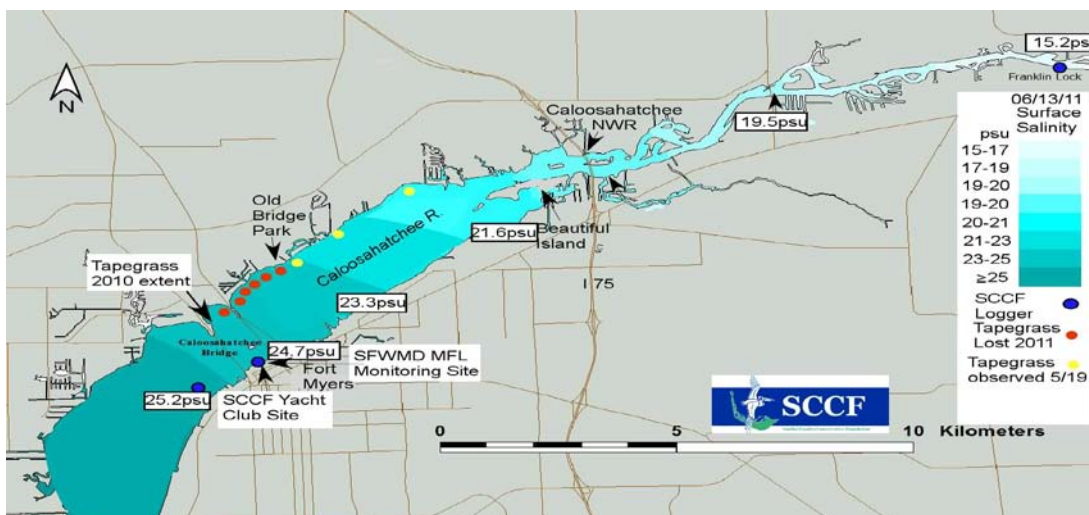 15.2psu
Franklin Lock
N
Caloosahatchee
NWR
19.5psu
Old
Bridge
Park
Caloosahatchee R.
21.6psu
Beautiful
Island
Tapegrass
2010 extent
I 75
23.3psu
Caloosahatchee
Bridge
24.7psu
SFWMD MFL
Monitoring Site
Fort
Myers
25.2psu
SCCF Yacht
Club Site
06/13/11
Surface
Salinity
psu
15-17
17-19
19-20
19-20
20-21
21-23
23-25
≥25
SCCF
Logger
Tapegrass
Lost 2011
Tapegrass
observed 5/19
SCCF
0 5 10 Kilometers